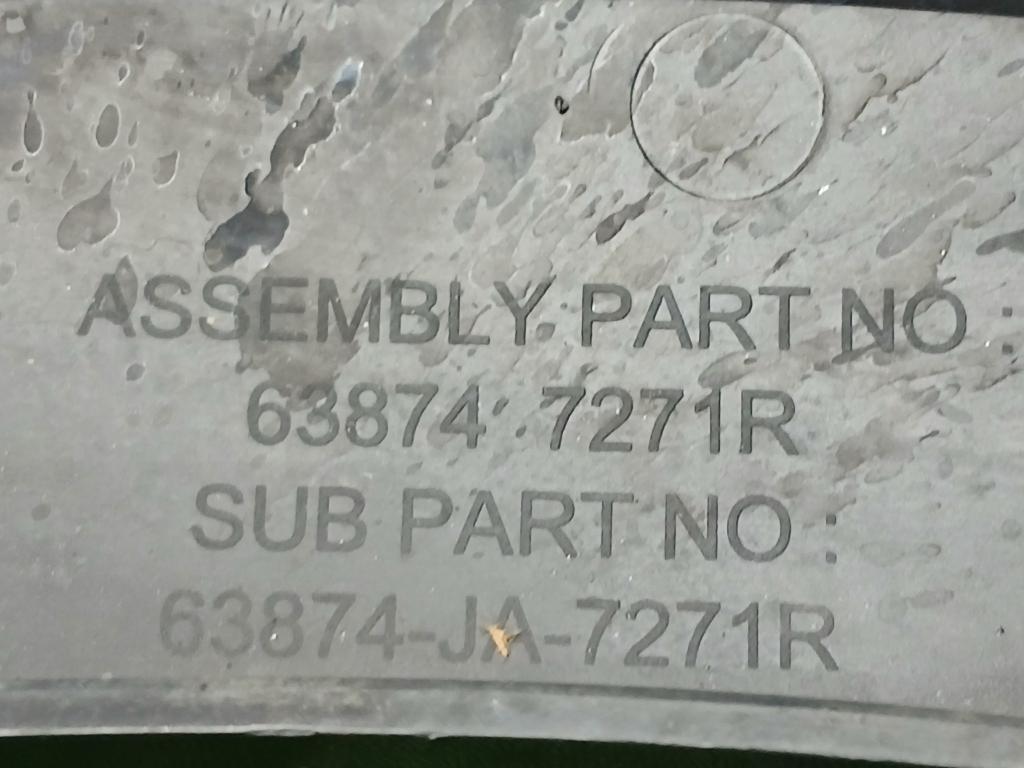 ASSEMBLY PART NO :
63874 7271R
SUB PART NO :
63874-JA-7271R